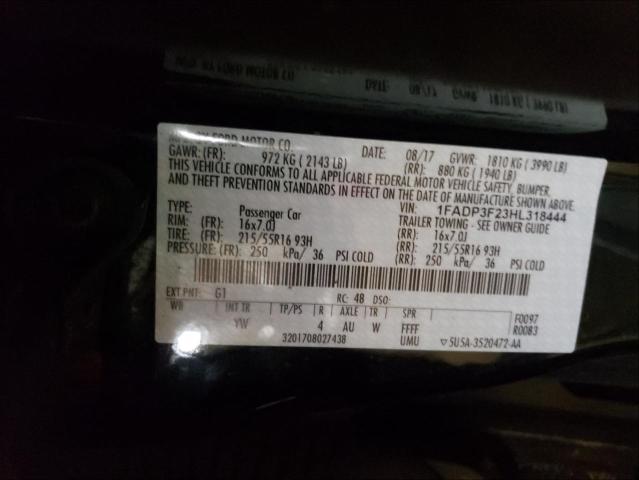 MFD. BY FORD MOTOR CO.
DATE: 08/17 GVWR: 1810 KG ( 3990 LB)
GAWR: (FR): 972 KG ( 2143 LB) (RR): 880 KG ( 1940 LB)
THIS VEHICLE CONFORMS TO ALL APPLICABLE FEDERAL MOTOR VEHICLE SAFETY, BUMPER,
AND THEFT PREVENTION STANDARDS IN EFFECT ON THE DATE OF MANUFACTURE SHOWN ABOVE.
VIN: 1FADP3F23HL318444
TYPE: Passenger Car TRAILER TOWING - SEE OWNER GUIDE
RIM: (FR): 16x7.0J (RR): 16x7.0J
TIRE: (FR): 215/55R16 93H (RR): 215/55R16 93H
PRESSURE: (FR): 250 kPa/ 36 PSI COLD (RR): 250 kPa/ 36 PSI COLD
EXT PNT: G1 RC: 48 DSO:
WB INT TR TP/PS R AXLE TR SPR F0097
YW 4 AU W FFFF R0083
3201708027438 UMU ▽ 5USA-3520472-AA